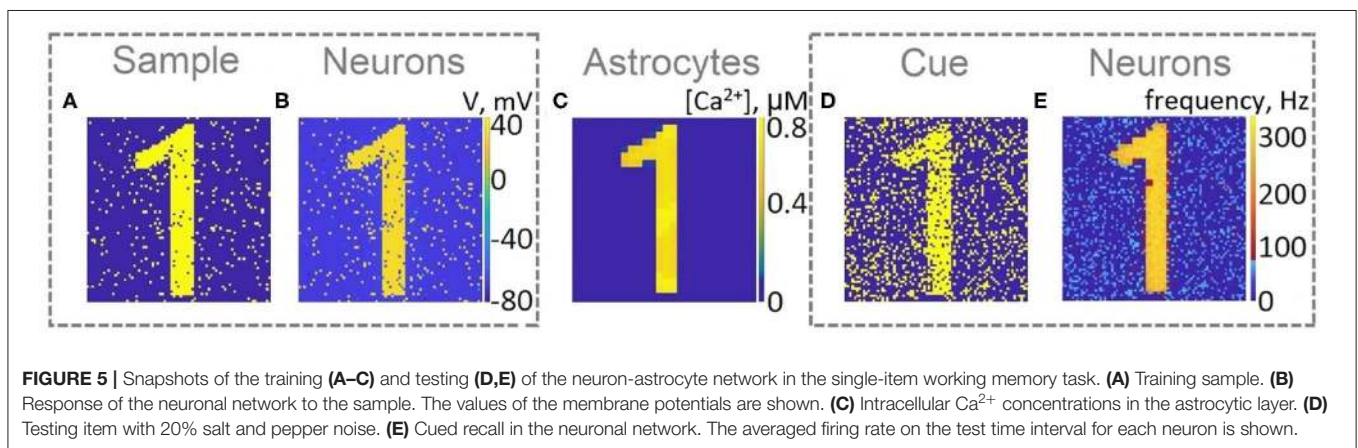 Sample Neurons Astrocytes Cue Neurons
A B V, mV C [Ca²⁺], µM D E frequency, Hz
40 0.8 300
0 200
0.4
-40 100
-80 0 0
FIGURE 5 | Snapshots of the training (A–C) and testing (D,E) of the neuron-astrocyte network in the single-item working memory task. (A) Training sample. (B)
Response of the neuronal network to the sample. The values of the membrane potentials are shown. (C) Intracellular Ca²⁺ concentrations in the astrocytic layer. (D)
Testing item with 20% salt and pepper noise. (E) Cued recall in the neuronal network. The averaged firing rate on the test time interval for each neuron is shown.